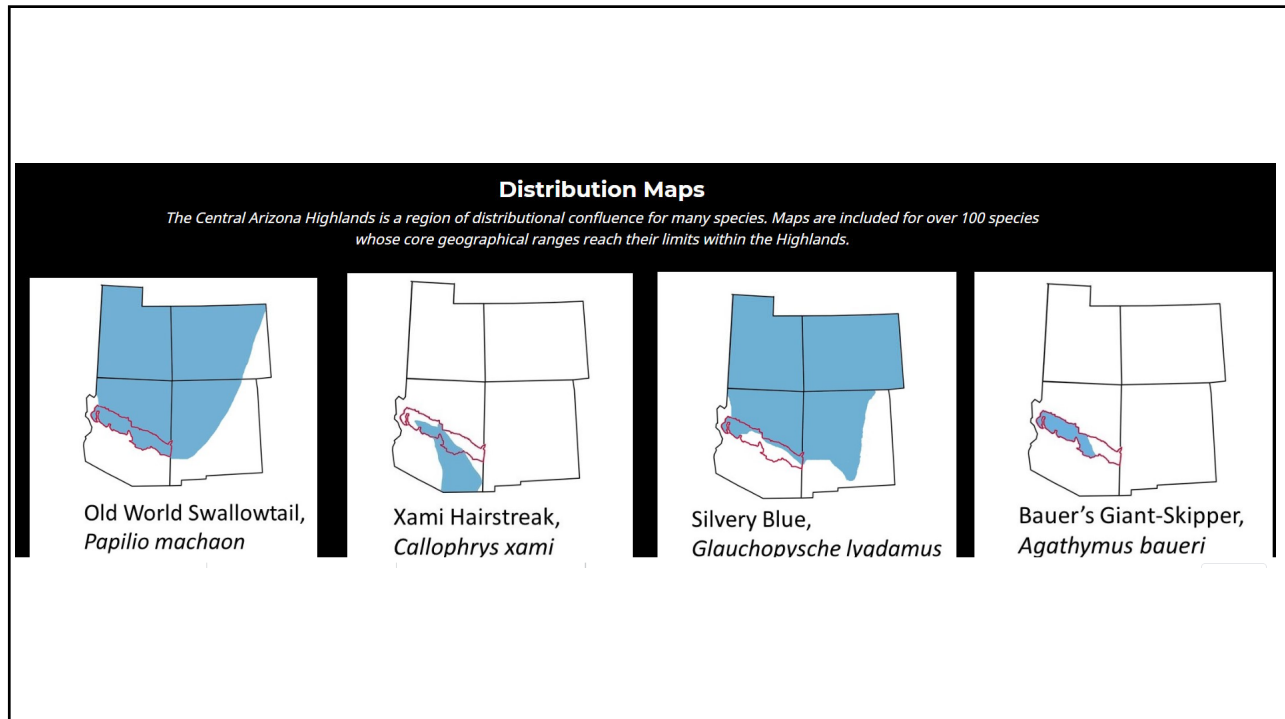 Distribution Maps
The Central Arizona Highlands is a region of distributional confluence for many species. Maps are included for over 100 species
whose core geographical ranges reach their limits within the Highlands.
Old World Swallowtail,
Papilio machaon
Xami Hairstreak,
Callophrys xami
Silvery Blue,
Glauchopysche lygdamus
Bauer's Giant-Skipper,
Agathymus baueri